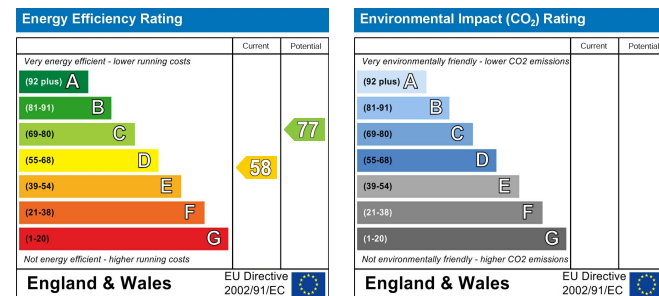 Energy Efficiency Rating
Current Potential
Very energy efficient - lower running costs
(92 plus) A
(81-91) B
(69-80) C
(55-68) D
(39-54) E
(21-38) F
(1-20) G
58
77
Not energy efficient - higher running costs
England & Wales
EU Directive
2002/91/EC
Environmental Impact (CO₂) Rating
Current Potential
Very environmentally friendly - lower CO2 emissions
(92 plus) A
(81-91) B
(69-80) C
(55-68) D
(39-54) E
(21-38) F
(1-20) G
Not environmentally friendly - higher CO2 emissions
England & Wales
EU Directive
2002/91/EC